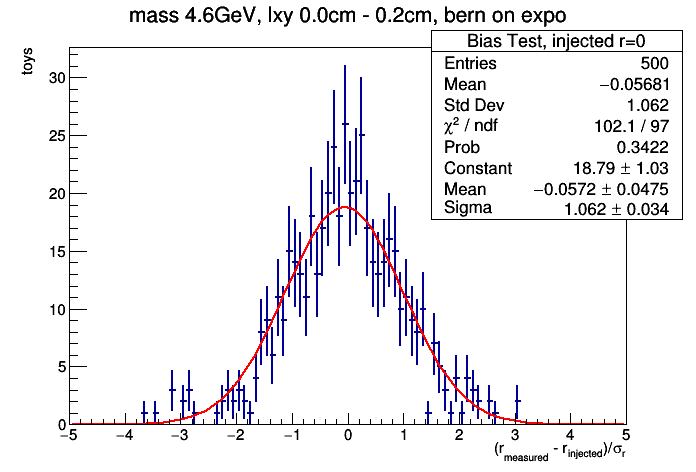 mass 4.6GeV, lxy 0.0cm - 0.2cm, bern on expo
Bias Test, injected r=0
Entries 500
Mean −0.05681
Std Dev 1.062
χ² / ndf 102.1 / 97
Prob 0.3422
Constant 18.79 ± 1.03
Mean −0.0572 ± 0.0475
Sigma 1.062 ± 0.034
toys
30
25
20
15
10
5
0
−5 −4 −3 −2 −1 0 1 2 3 4 5
(r_measured - r_injected)/σ_r